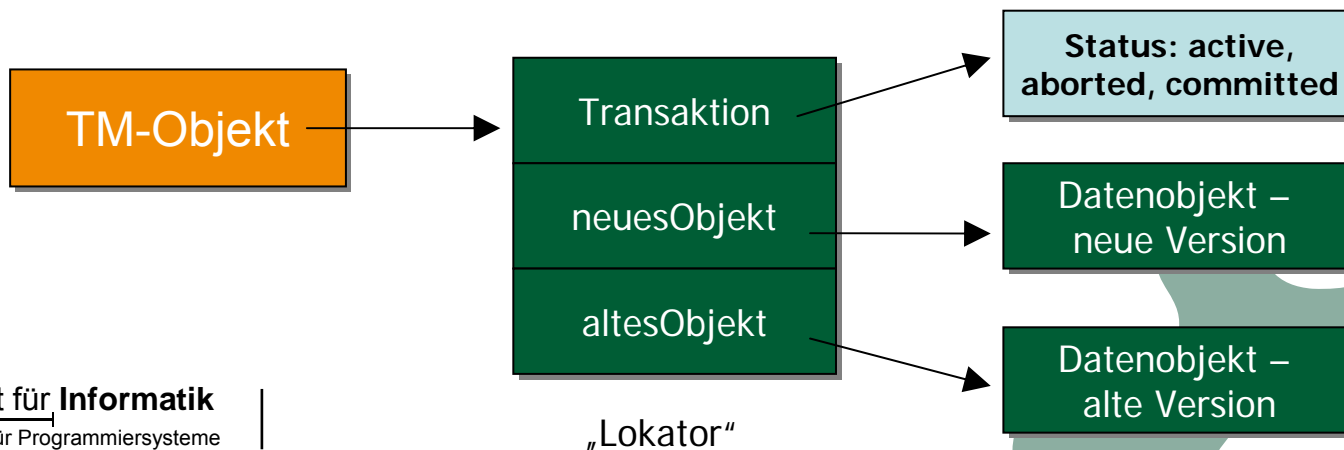 Status: active,
aborted, committed
TM-Objekt
Transaktion
neuesObjekt
altesObjekt
Datenobjekt –
neue Version
Datenobjekt –
alte Version
„Lokator“
für Informatik
Programmiersysteme